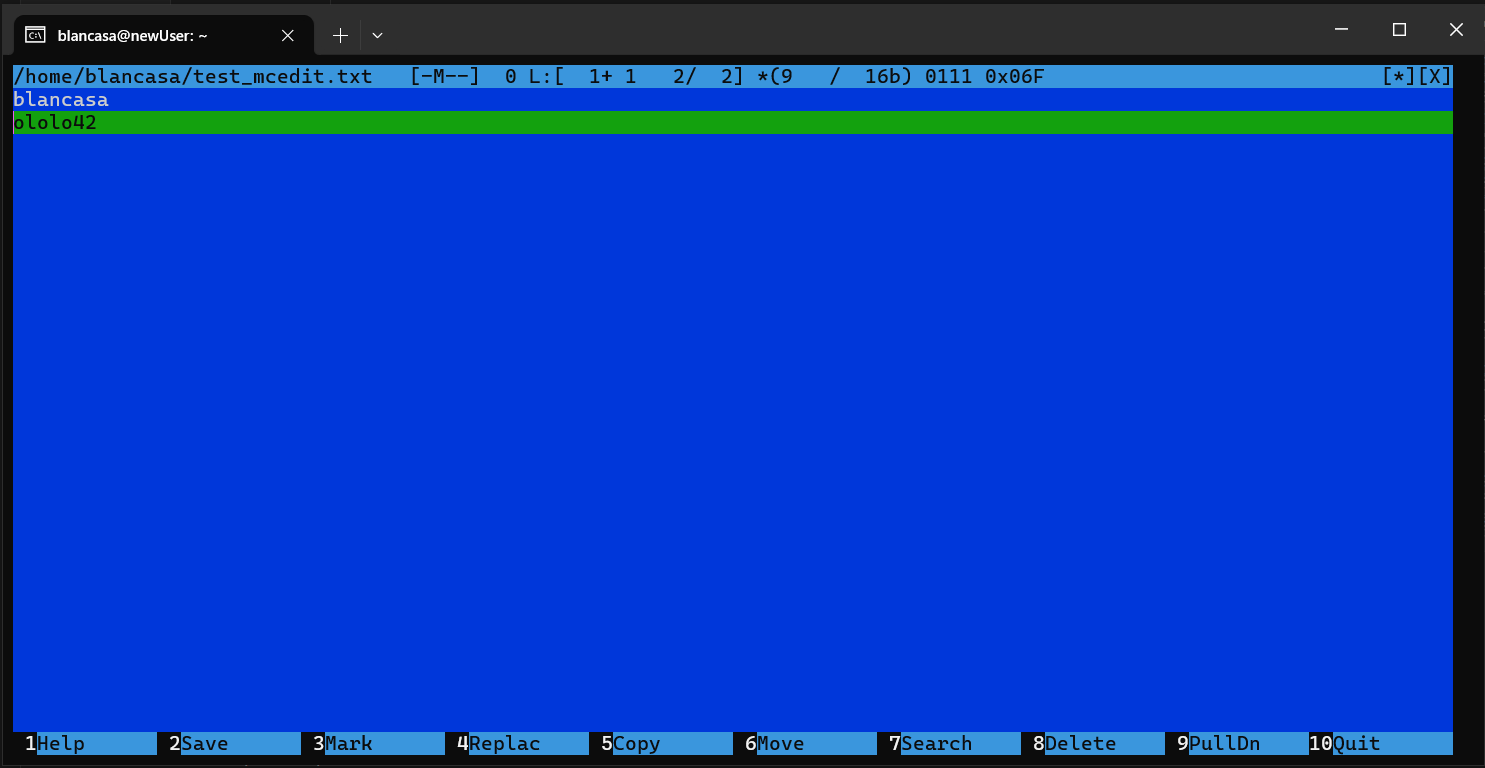 blancasa@newUser: ~
/home/blancasa/test_mcedit.txt   [-M--]  0 L:[  1+ 1   2/  2] *(9   /  16b) 0111 0x06F                            [*][X]
blancasa
ololo42
1Help 2Save 3Mark 4Replac 5Copy 6Move 7Search 8Delete 9PullDn 10Quit